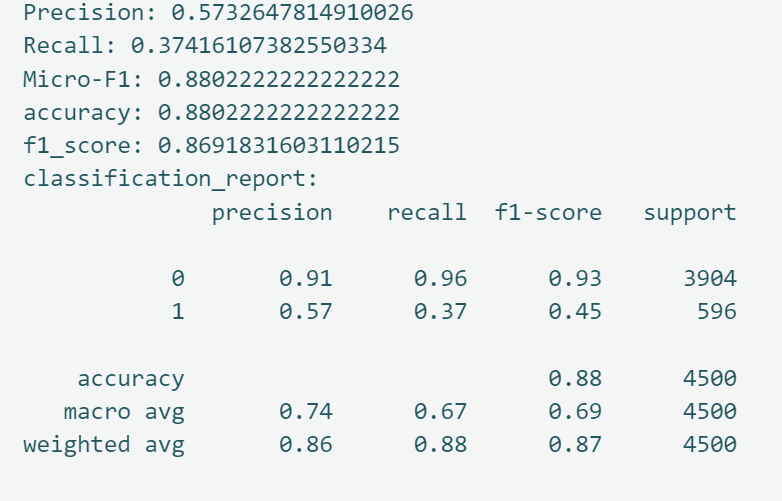 Precision: 0.5732647814910026
Recall: 0.37416107382550334
Micro-F1: 0.8802222222222222
accuracy: 0.8802222222222222
f1_score: 0.8691831603110215
classification_report:
precision recall f1-score support
0 0.91 0.96 0.93 3904
1 0.57 0.37 0.45 596
accuracy 0.88 4500
macro avg 0.74 0.67 0.69 4500
weighted avg 0.86 0.88 0.87 4500